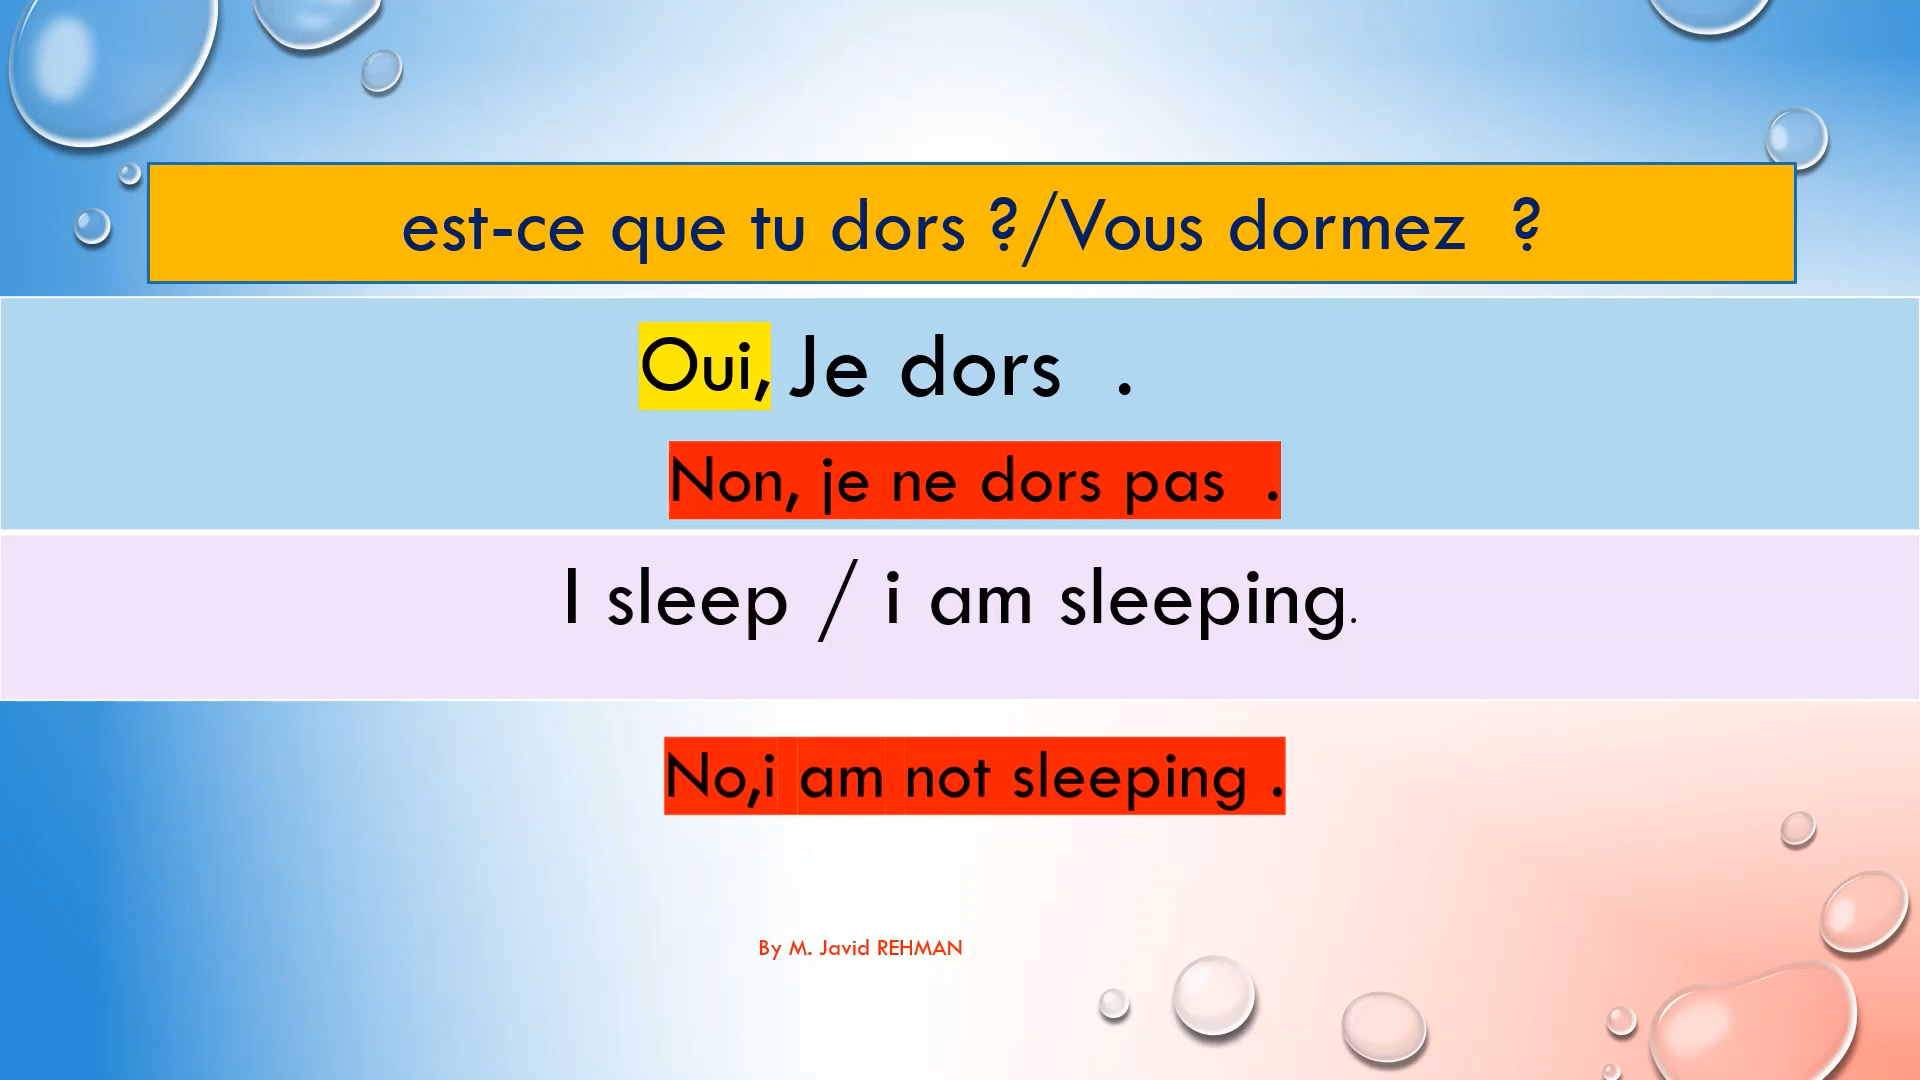 est-ce que tu dors ?/Vous dormez  ?
Oui, Je dors  .
Non, je ne dors pas  .
I sleep / i am sleeping.
No,i am not sleeping .
By M. Javid REHMAN